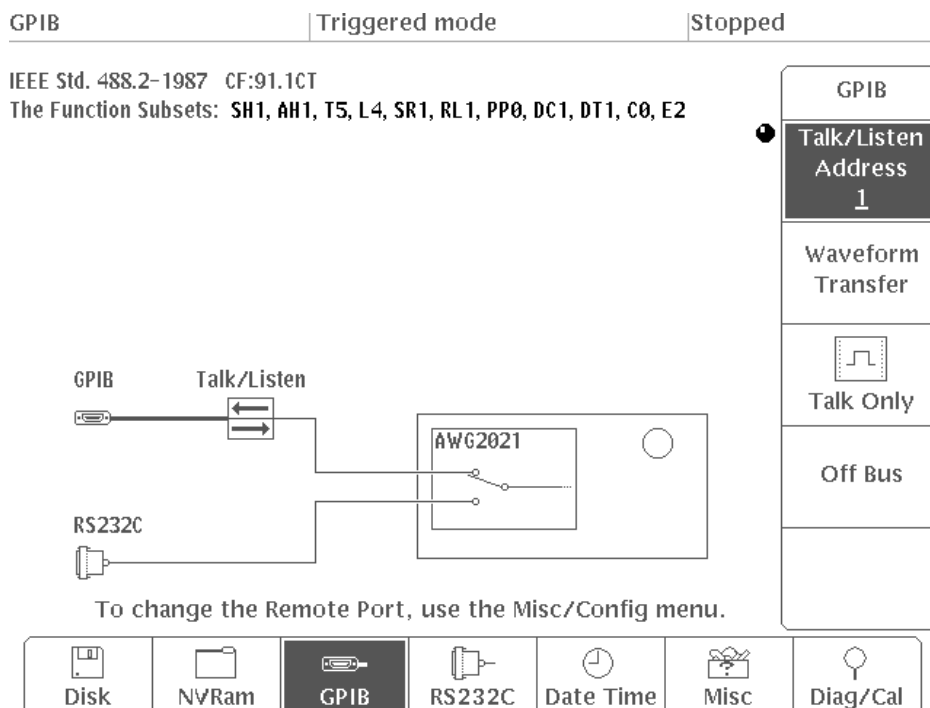 GPIB Triggered mode Stopped
IEEE Std. 488.2-1987 CF:91.1CT
The Function Subsets: SH1, AH1, T5, L4, SR1, RL1, PP0, DC1, DT1, C0, E2
GPIB
Talk/Listen
Address
1
Waveform
Transfer
Talk Only
Off Bus
GPIB Talk/Listen
AWG2021
RS232C
To change the Remote Port, use the Misc/Config menu.
Disk NVRam GPIB RS232C Date Time Misc Diag/Cal